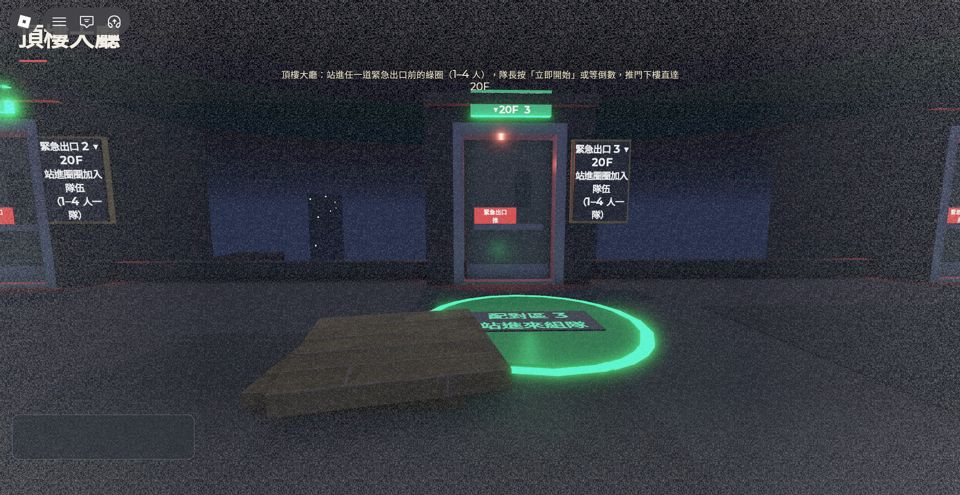 頂樓大廳
頂樓大廳：站進任一道緊急出口前的綠圈（1–4 人），隊長按「立即開始」或等倒數，推門下樓直達
20F
▼20F 3
緊急出口 2 ▼
20F
站進圈圈加入
隊伍
（1–4 人一
隊）
緊急出口 3 ▼
20F
站進圈圈加入
隊伍
（1–4 人一
隊）
緊急出口
推
配對區 3
站進來組隊